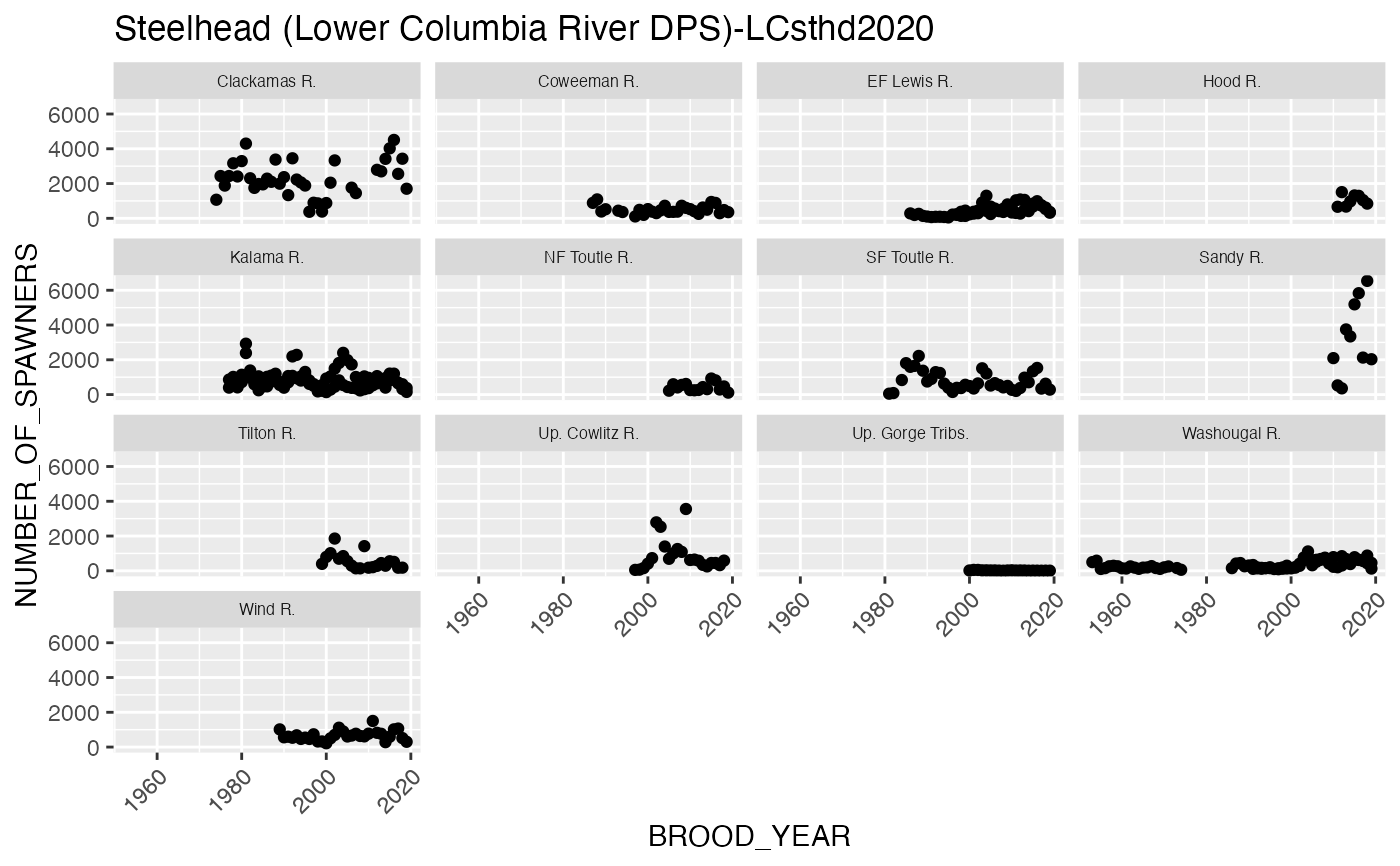 Steelhead (Lower Columbia River DPS)-LCsthd2020
Clackamas R. Coweeman R. EF Lewis R. Hood R.
6000
4000
2000
0
Kalama R. NF Toutle R. SF Toutle R. Sandy R.
6000
4000
2000
0
Tilton R. Up. Cowlitz R. Up. Gorge Tribs. Washougal R.
6000
4000
2000
0
1960 1980 2000 2020 1960 1980 2000 2020 1960 1980 2000 2020
Wind R.
6000
4000
2000
0
1960 1980 2000 2020
NUMBER_OF_SPAWNERS
BROOD_YEAR